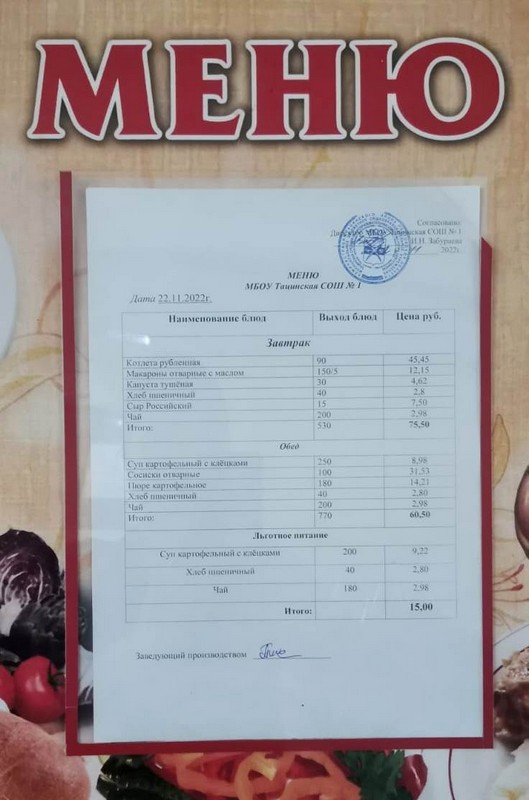 МЕНЮ
Согласовано
Директор МБОУ Тацинская СОШ № 1
И.Н. Забураева
2022г.
МЕНЮ
МБОУ Тацинская СОШ № 1
Дата 22.11.2022г.
Наименование блюд Выход блюд Цена руб.
Завтрак
Котлета рубленная 90 45,45
Макароны отварные с маслом 150/5 12,15
Капуста тушёная 30 4,62
Хлеб пшеничный 40 2,8
Сыр Российский 15 7,50
Чай 200 2,98
Итого: 530 75,50
Обед
Суп картофельный с клёцками 250 8,98
Сосиски отварные 100 31,53
Пюре картофельное 180 14,21
Хлеб пшеничный 40 2,80
Чай 200 2,98
Итого: 770 60,50
Льготное питание
Суп картофельный с клёцками 200 9,22
Хлеб пшеничный 40 2,80
Чай 180 2,98
Итого: 15,00
Заведующий производством